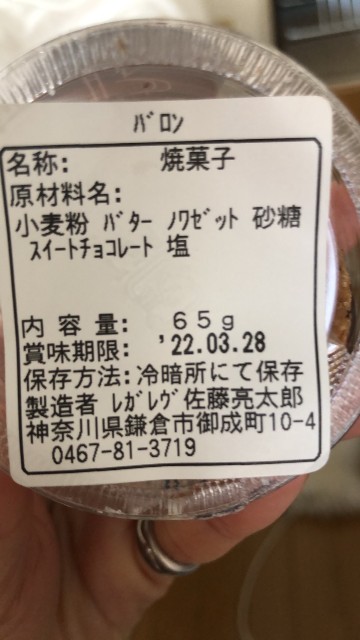 ﾊﾞﾛﾝ
名称: 焼菓子
原材料名:
小麦粉 ﾊﾞﾀｰ ﾉﾜｾﾞｯﾄ 砂糖
ｽｲｰﾄﾁｮｺﾚｰﾄ 塩
内 容 量: 65g
賞味期限: '22.03.28
保存方法:冷暗所にて保存
製造者 ﾚｶﾞﾚｳﾞ佐藤亮太郎
神奈川県鎌倉市御成町10-4
0467-81-3719